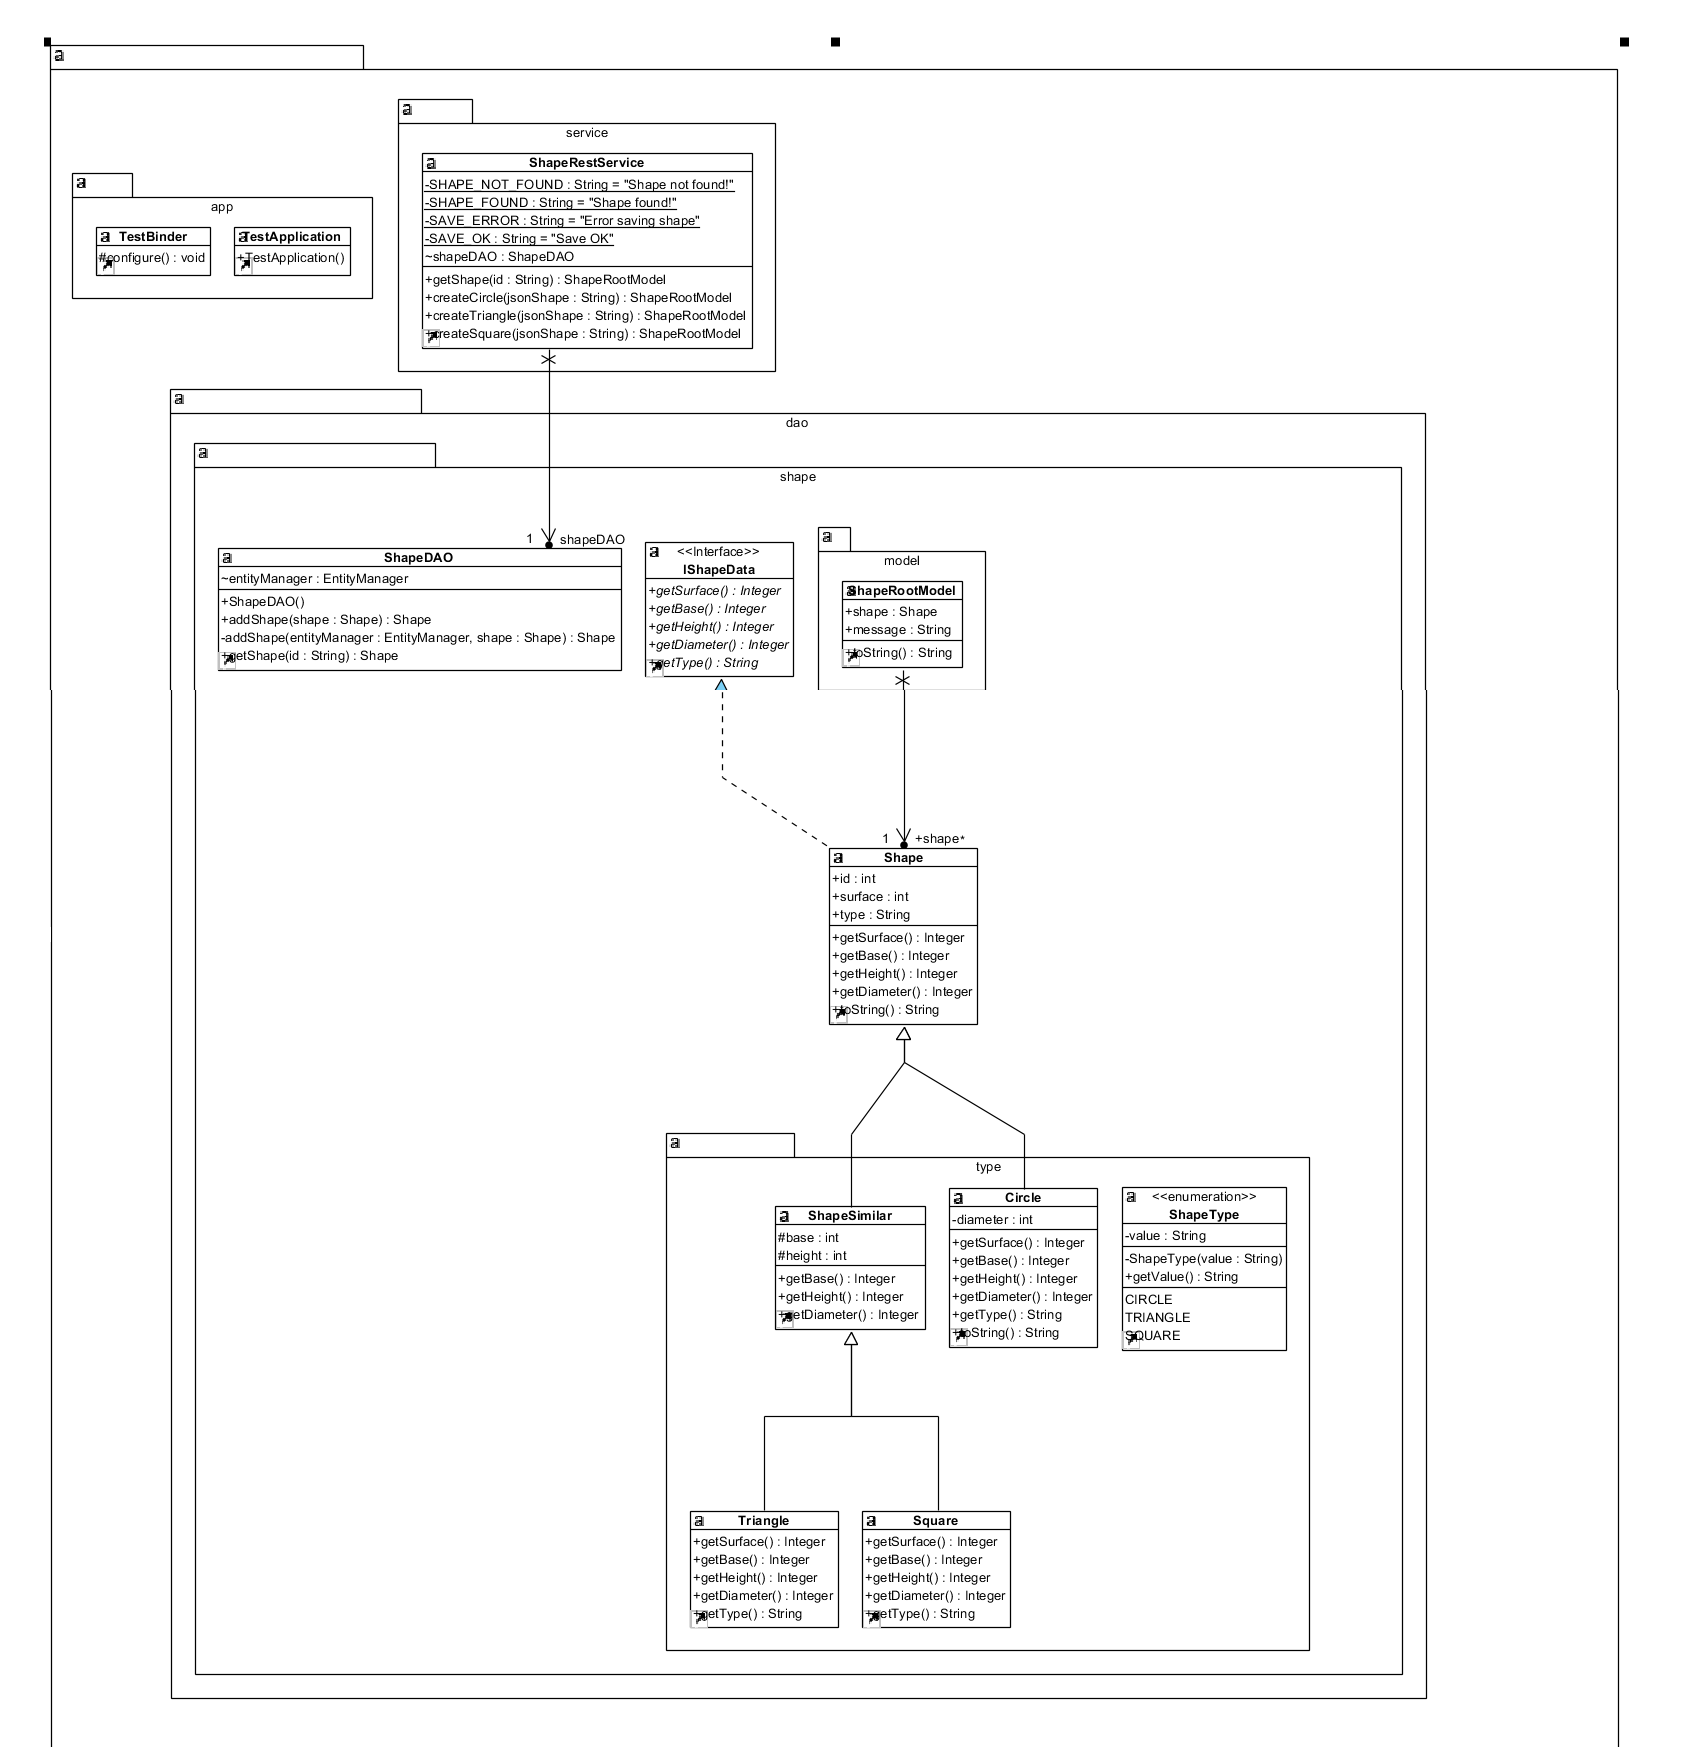 service
ShapeRestService
-SHAPE_NOT_FOUND : String = "Shape not found!"
-SHAPE_FOUND : String = "Shape found!"
-SAVE_ERROR : String = "Error saving shape"
-SAVE_OK : String = "Save OK"
~shapeDAO : ShapeDAO
+getShape(id : String) : ShapeRootModel
+createCircle(jsonShape : String) : ShapeRootModel
+createTriangle(jsonShape : String) : ShapeRootModel
+createSquare(jsonShape : String) : ShapeRootModel
app
TestBinder
#configure() : void
TestApplication
+TestApplication()
dao
shape
1 shapeDAO
ShapeDAO
~entityManager : EntityManager
+ShapeDAO()
+addShape(shape : Shape) : Shape
-addShape(entityManager : EntityManager, shape : Shape) : Shape
+getShape(id : String) : Shape
<<Interface>>
IShapeData
+getSurface() : Integer
+getBase() : Integer
+getHeight() : Integer
+getDiameter() : Integer
+getType() : String
model
ShapeRootModel
+shape : Shape
+message : String
+toString() : String
1 +shape*
Shape
+id : int
+surface : int
+type : String
+getSurface() : Integer
+getBase() : Integer
+getHeight() : Integer
+getDiameter() : Integer
+toString() : String
type
ShapeSimilar
#base : int
#height : int
+getBase() : Integer
+getHeight() : Integer
+getDiameter() : Integer
Circle
-diameter : int
+getSurface() : Integer
+getBase() : Integer
+getHeight() : Integer
+getDiameter() : Integer
+getType() : String
+toString() : String
<<enumeration>>
ShapeType
-value : String
-ShapeType(value : String)
+getValue() : String
CIRCLE
TRIANGLE
SQUARE
Triangle
+getSurface() : Integer
+getBase() : Integer
+getHeight() : Integer
+getDiameter() : Integer
+getType() : String
Square
+getSurface() : Integer
+getBase() : Integer
+getHeight() : Integer
+getDiameter() : Integer
+getType() : String